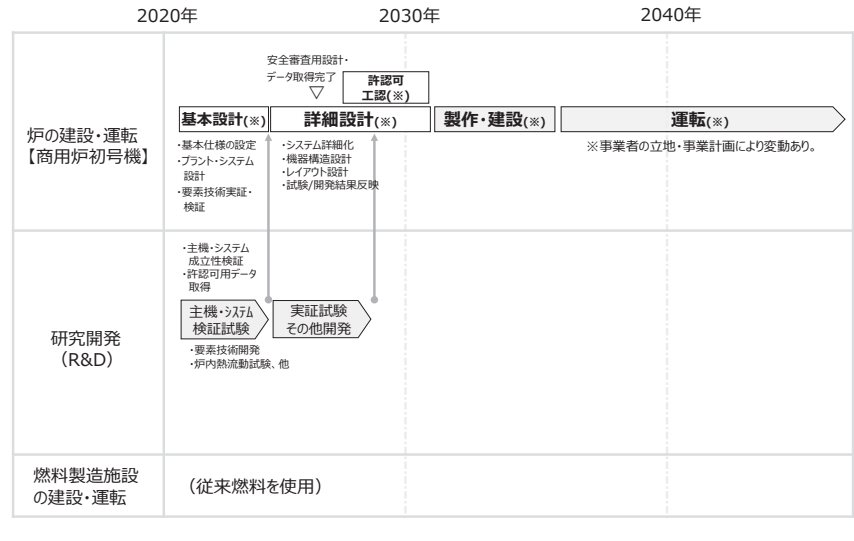 2020年
2030年
2040年
炉の建設・運転
【商用炉初号機】
安全審査用設計・
データ取得完了
▽
許認可
工認(※)
基本設計(※)
詳細設計(※)
製作・建設(※)
運転(※)
・基本仕様の設定
・プラント・システム
設計
・要素技術実証・
検証
・システム詳細化
・機器構造設計
・レイアウト設計
・試験/開発結果反映
※事業者の立地・事業計画により変動あり。
研究開発
(R&D)
・主機・システム
成立性検証
・許認可用データ
取得
主機・システム
検証試験
実証試験
その他開発
・要素技術開発
・炉内熱流動試験、他
燃料製造施設
の建設・運転
(従来燃料を使用)